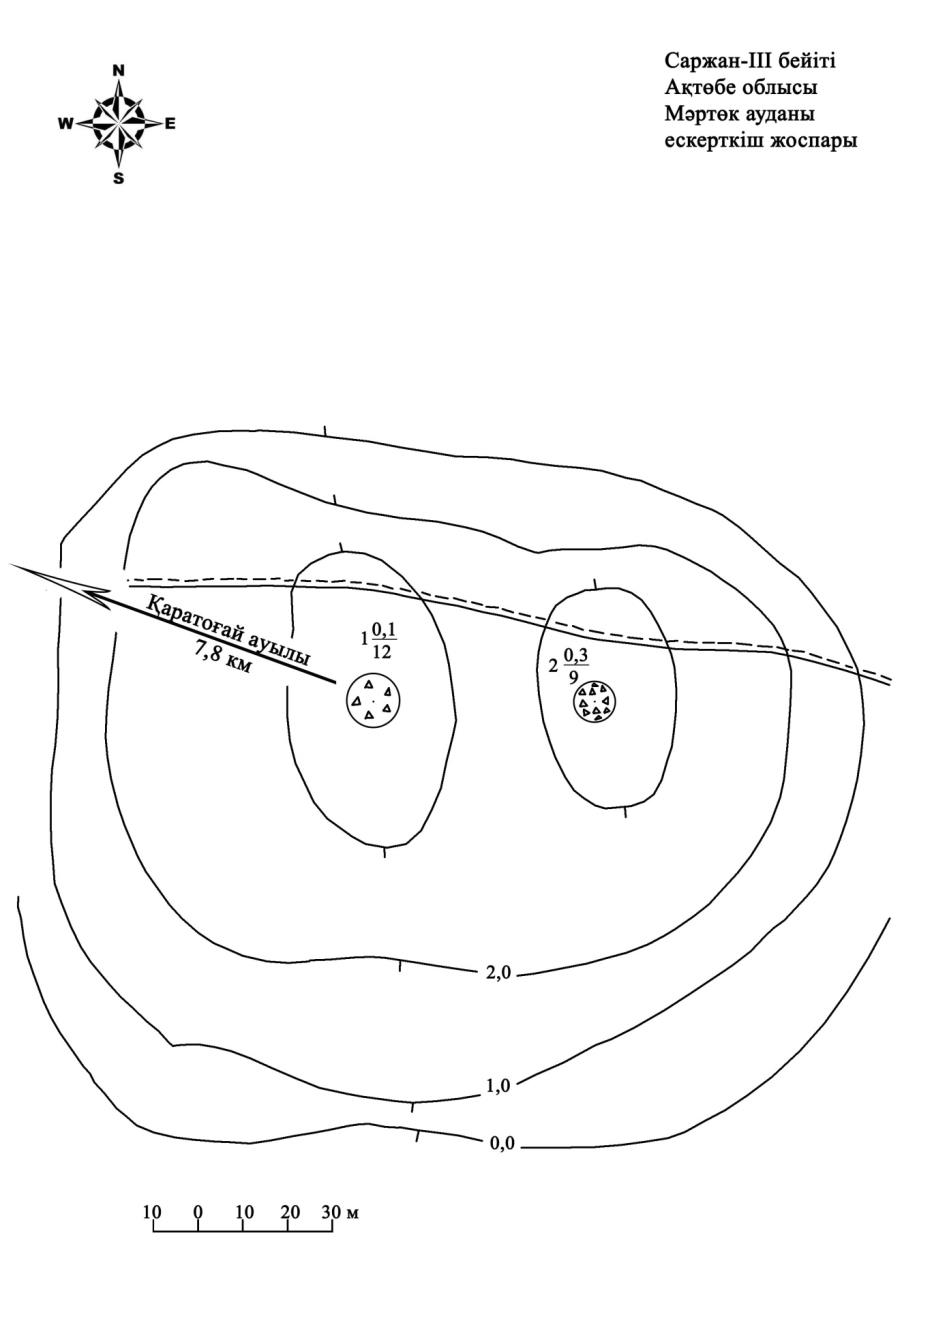 N
W E
S
Саржан-III бейіті
Ақтөбе облысы
Мәртөк ауданы
ескерткіш жоспары
Қаратоғай ауылы
7,8 км
1 0,1
12
2 0,3
9
2,0
1,0
0,0
10 0 10 20 30 м